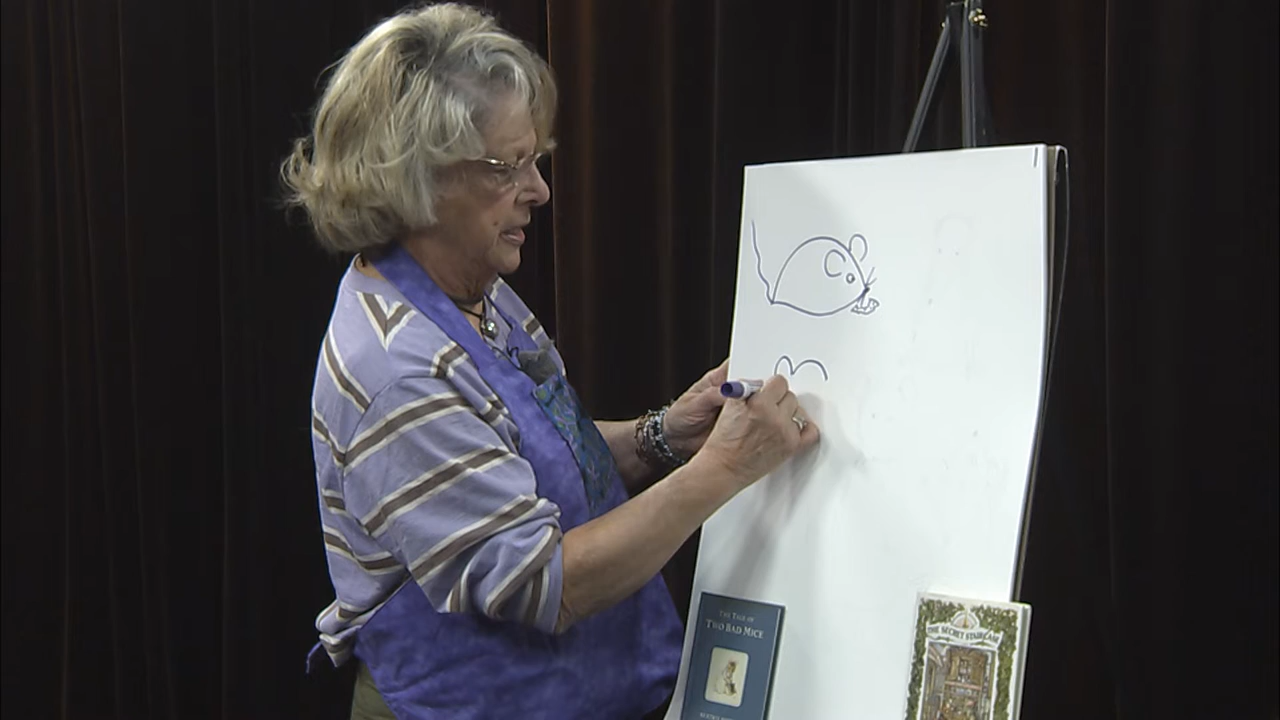 THE TALE OF
TWO BAD MICE
THE SECRET STAIRCASE